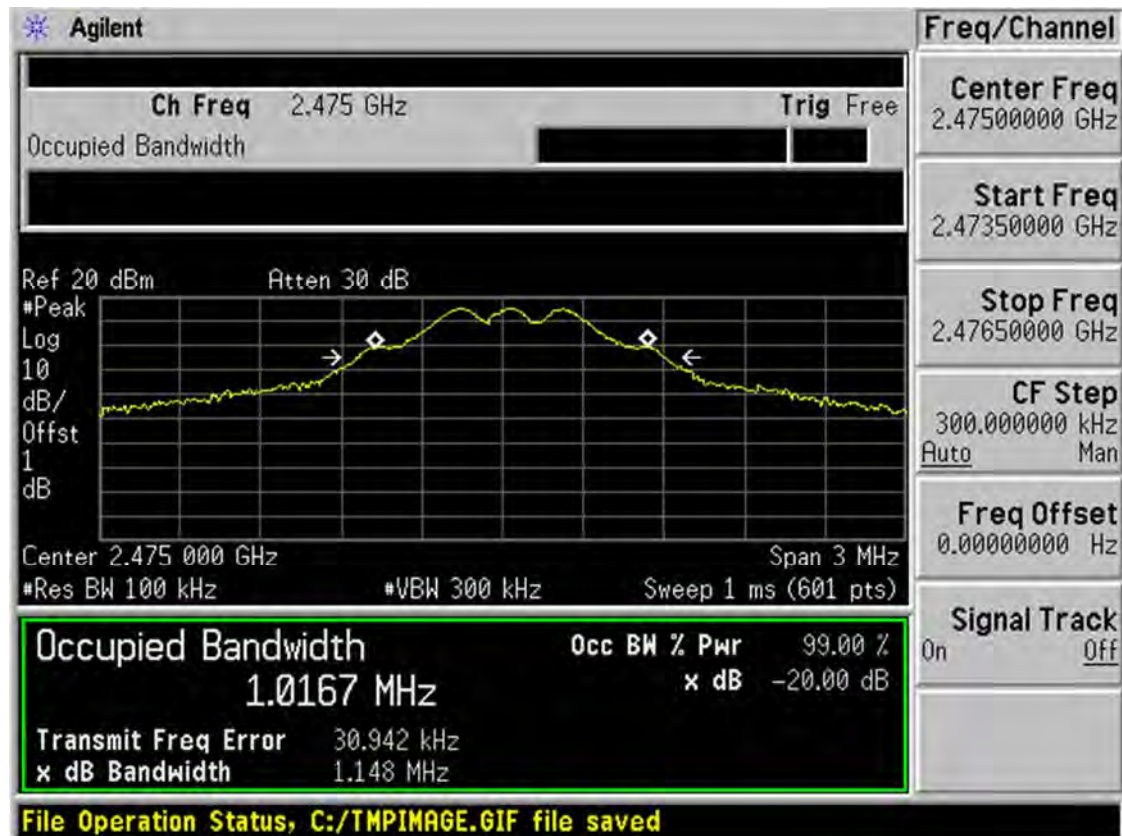 Agilent
Freq/Channel
Ch Freq 2.475 GHz Trig Free
Occupied Bandwidth
Center Freq
2.47500000 GHz
Start Freq
2.47350000 GHz
Stop Freq
2.47650000 GHz
CF Step
300.000000 kHz
Auto Man
Freq Offset
0.00000000 Hz
Signal Track
On Off
Ref 20 dBm Atten 30 dB
#Peak
Log
10
dB/
Offst
1
dB
Center 2.475 000 GHz Span 3 MHz
#Res BW 100 kHz #VBW 300 kHz Sweep 1 ms (601 pts)
Occupied Bandwidth Occ BW % Pwr 99.00 %
1.0167 MHz x dB -20.00 dB
Transmit Freq Error 30.942 kHz
x dB Bandwidth 1.148 MHz
File Operation Status, C:/TMPIMAGE.GIF file saved